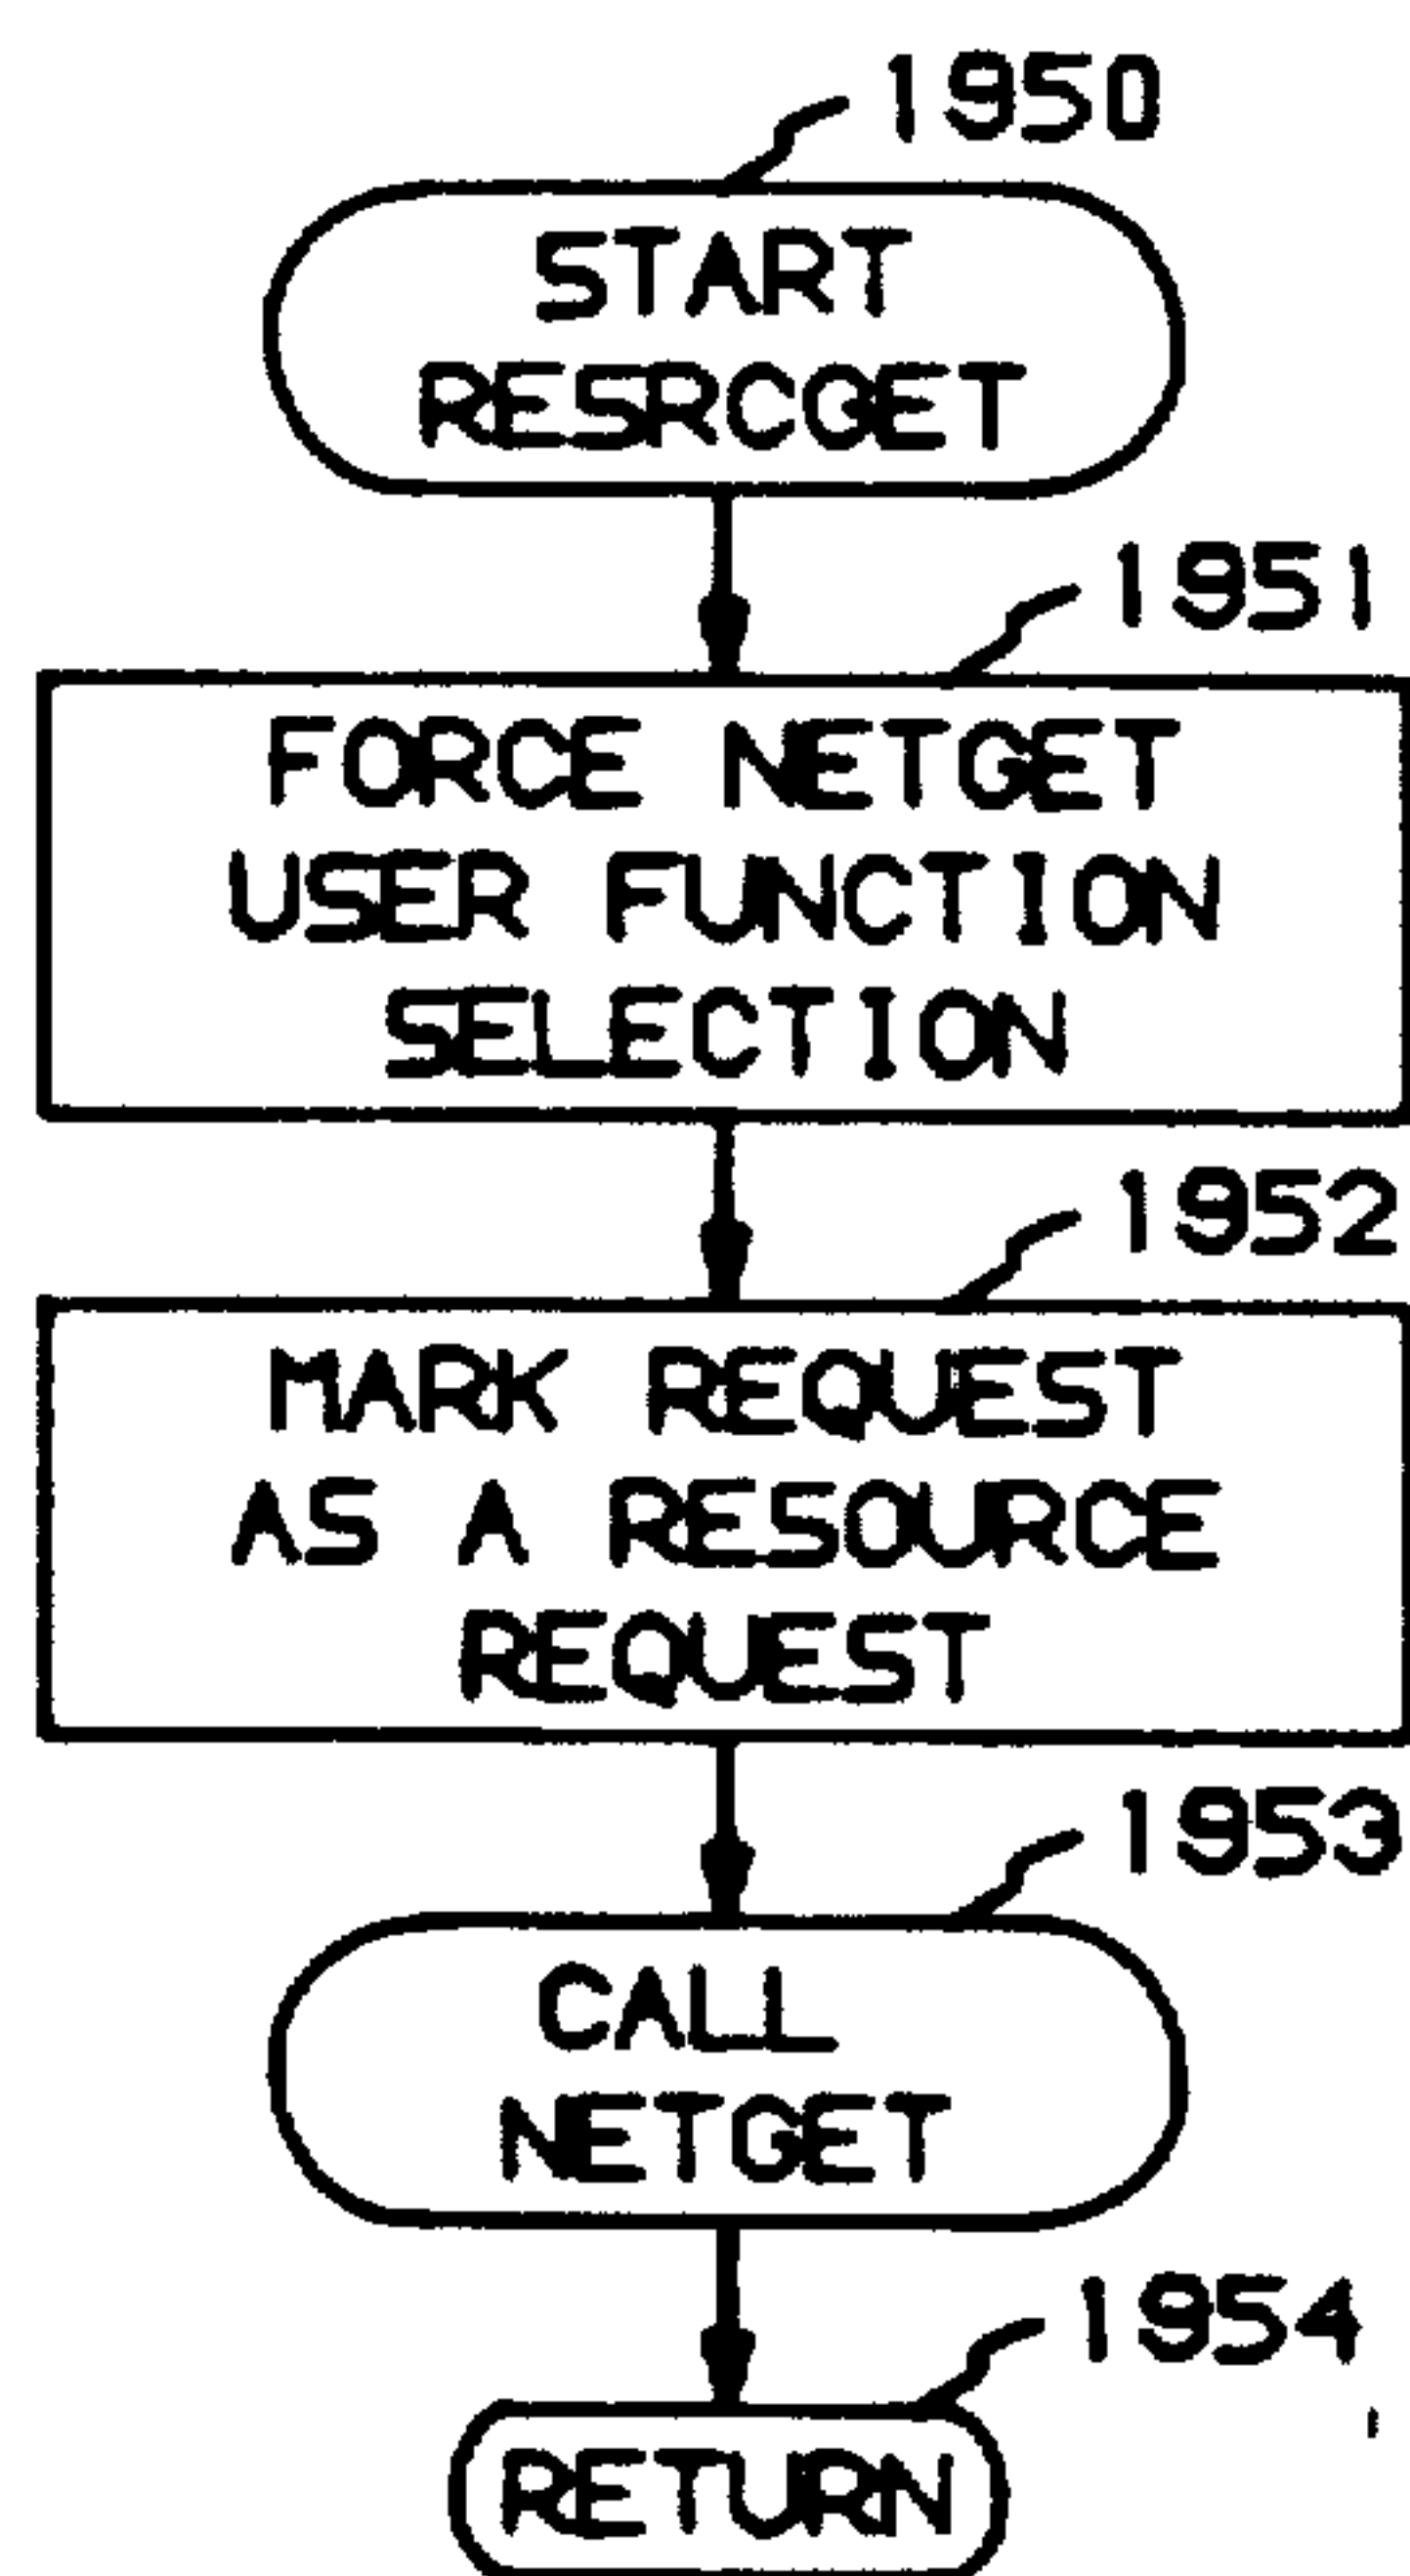 1950
START
RESRCGET
1951
FORCE NETGET
USER FUNCTION
SELECTION
1952
MARK REQUEST
AS A RESOURCE
REQUEST
1953
CALL
NETGET
1954
RETURN